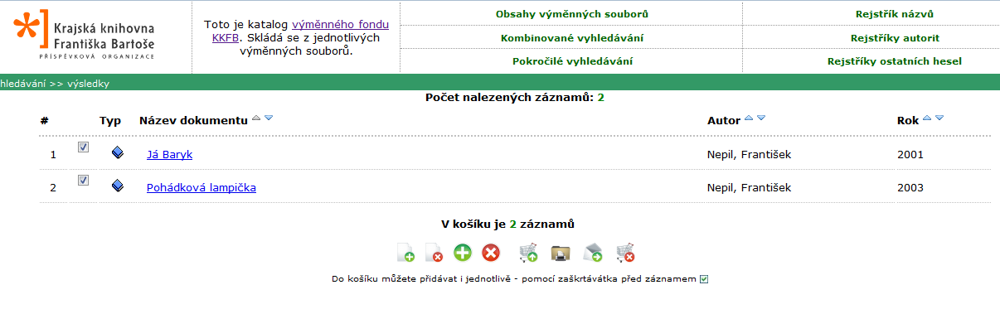 Krajská knihovna
Františka Bartoše
PŘÍSPĚVKOVÁ ORGANIZACE
Toto je katalog výměnného fondu
KKFB. Skládá se z jednotlivých
výměnných souborů.
Obsahy výměnných souborů
Rejstřík názvů
Kombinované vyhledávání
Rejstříky autorit
Pokročilé vyhledávání
Rejstříky ostatních hesel
hledávání >> výsledky
Počet nalezených záznamů: 2
# Typ Název dokumentu Autor Rok
1 Já Baryk Nepil, František 2001
2 Pohádková lampička Nepil, František 2003
V košíku je 2 záznamů
Do košíku můžete přidávat i jednotlivě - pomocí zaškrtávátka před záznamem